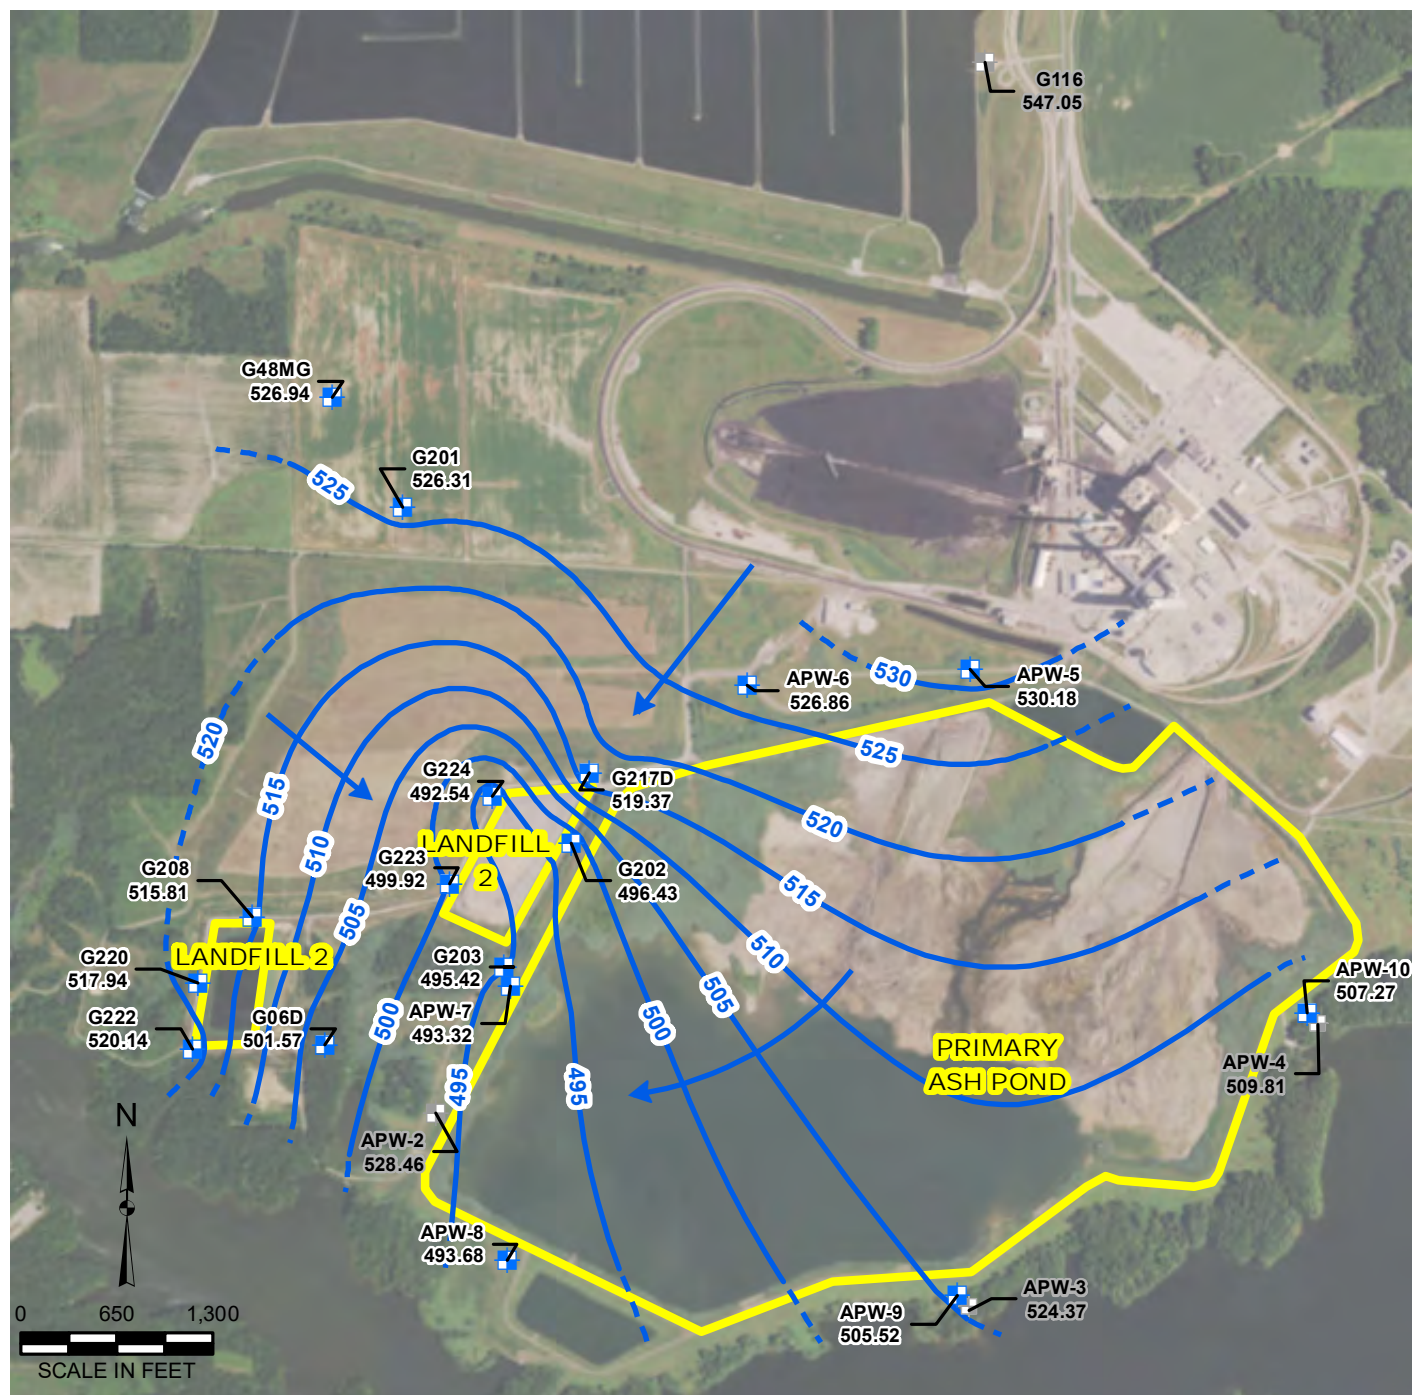 G116
547.05
G48MG
526.94
G201
526.31
525
APW-6
526.86
530
APW-5
530.18
520
525
G224
492.54
G217D
519.37
515
520
510
LANDFILL
2
G223
499.92
G208
515.81
G202
496.43
515
505
LANDFILL 2
G220
517.94
G203
495.42
510
505
APW-10
507.27
G222
520.14
G06D
501.57
500
APW-7
493.32
500
PRIMARY
ASH POND
APW-4
509.81
495
495
N
APW-2
528.46
APW-8
493.68
APW-3
524.37
APW-9
505.52
0 650 1,300
SCALE IN FEET